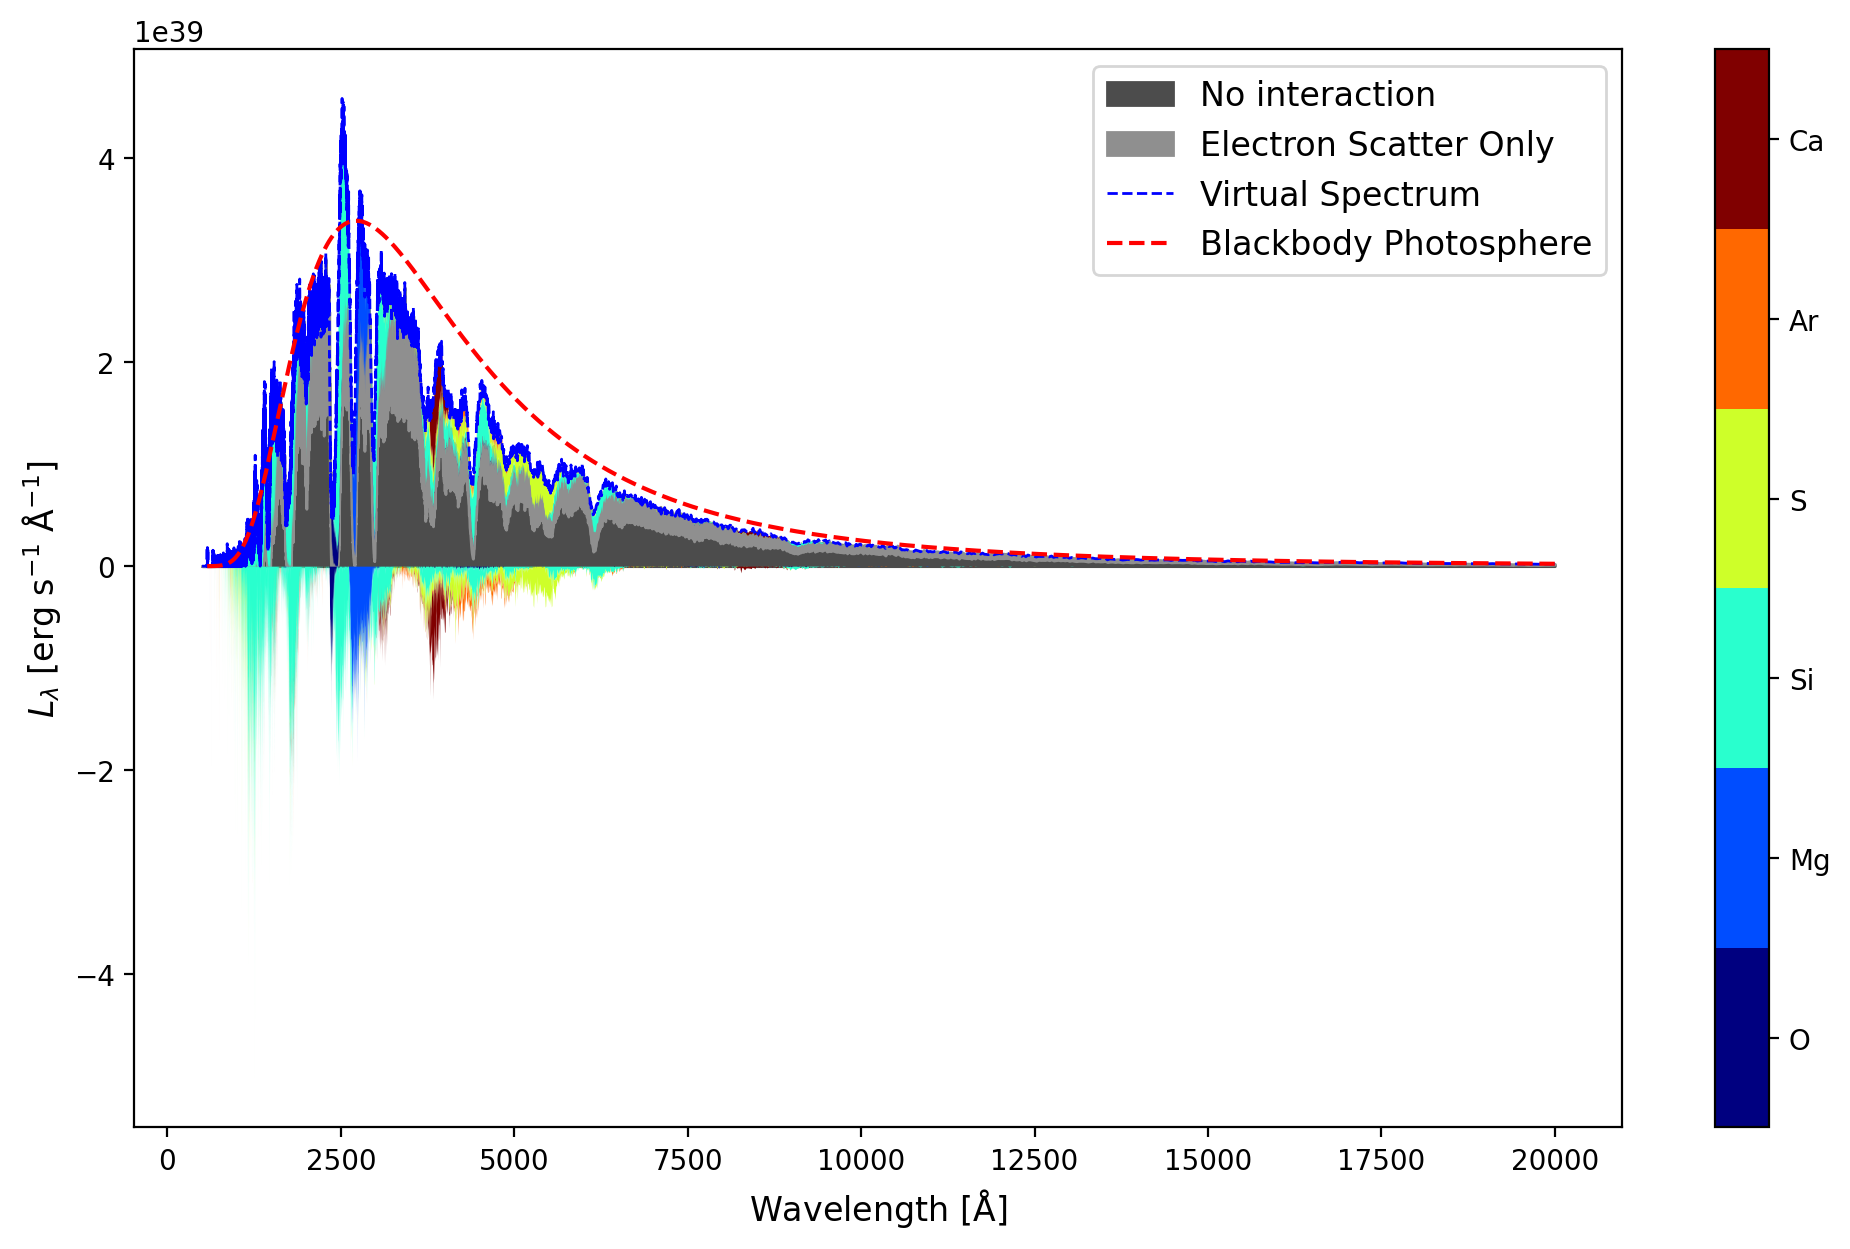 1e39
No interaction
Electron Scatter Only
Virtual Spectrum
Blackbody Photosphere
4
2
0
−2
−4
L_λ [erg s⁻¹ Å⁻¹]
0 2500 5000 7500 10000 12500 15000 17500 20000
Wavelength [Å]
Ca
Ar
S
Si
Mg
O